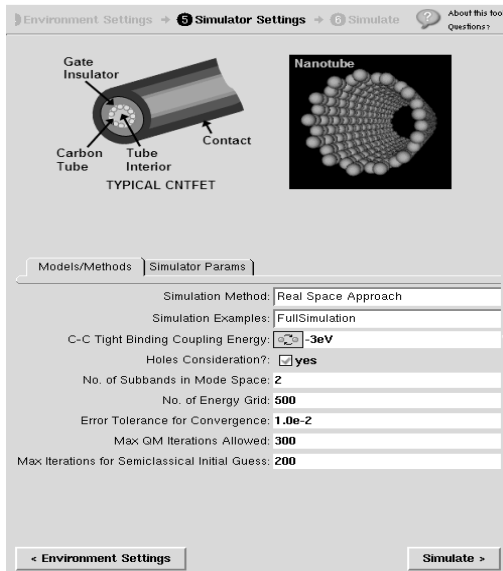 Environment Settings → 5 Simulator Settings → 6 Simulate
? About this too
Questions?
Gate
Insulator
Carbon
Tube
Tube
Interior
Contact
TYPICAL CNTFET
Nanotube
Models/Methods
Simulator Params
Simulation Method: Real Space Approach
Simulation Examples: FullSimulation
C-C Tight Binding Coupling Energy: -3eV
Holes Consideration?: yes
No. of Subbands in Mode Space: 2
No. of Energy Grid: 500
Error Tolerance for Convergence: 1.0e-2
Max QM Iterations Allowed: 300
Max Iterations for Semiclassical Initial Guess: 200
< Environment Settings
Simulate >